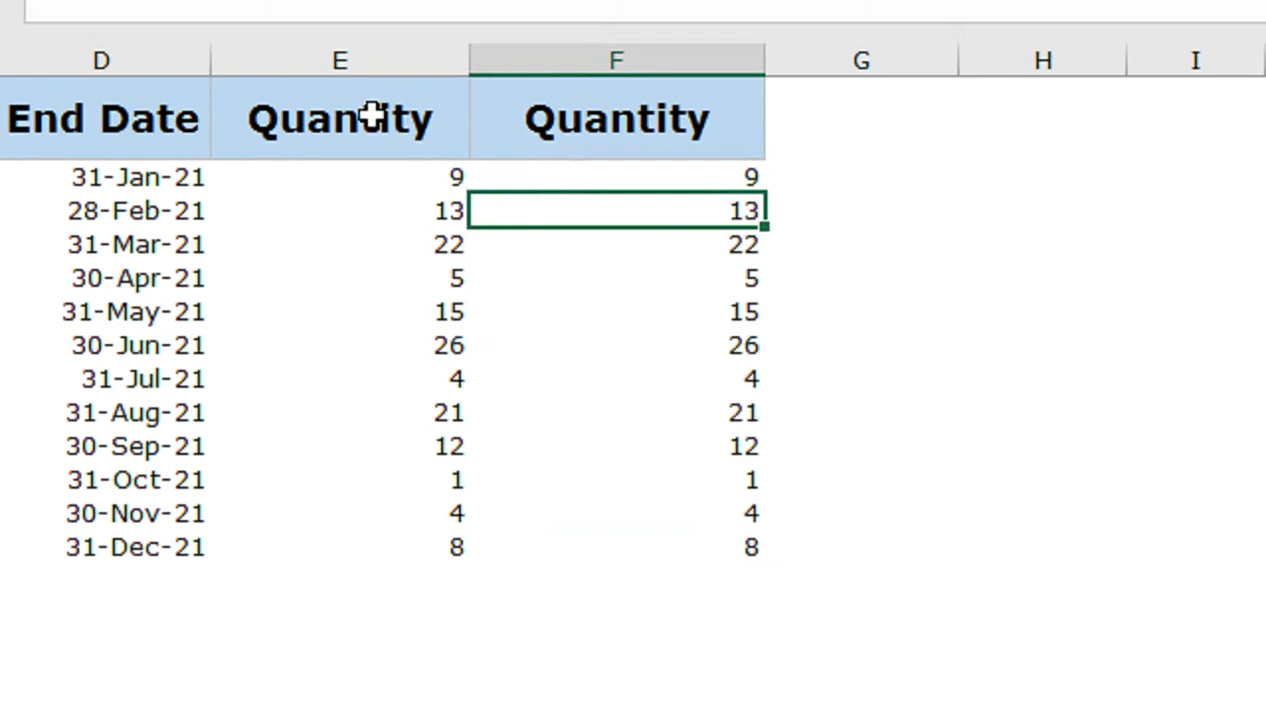 D E F G H I
End Date Quantity Quantity
31-Jan-21 9 9
28-Feb-21 13 13
31-Mar-21 22 22
30-Apr-21 5 5
31-May-21 15 15
30-Jun-21 26 26
31-Jul-21 4 4
31-Aug-21 21 21
30-Sep-21 12 12
31-Oct-21 1 1
30-Nov-21 4 4
31-Dec-21 8 8